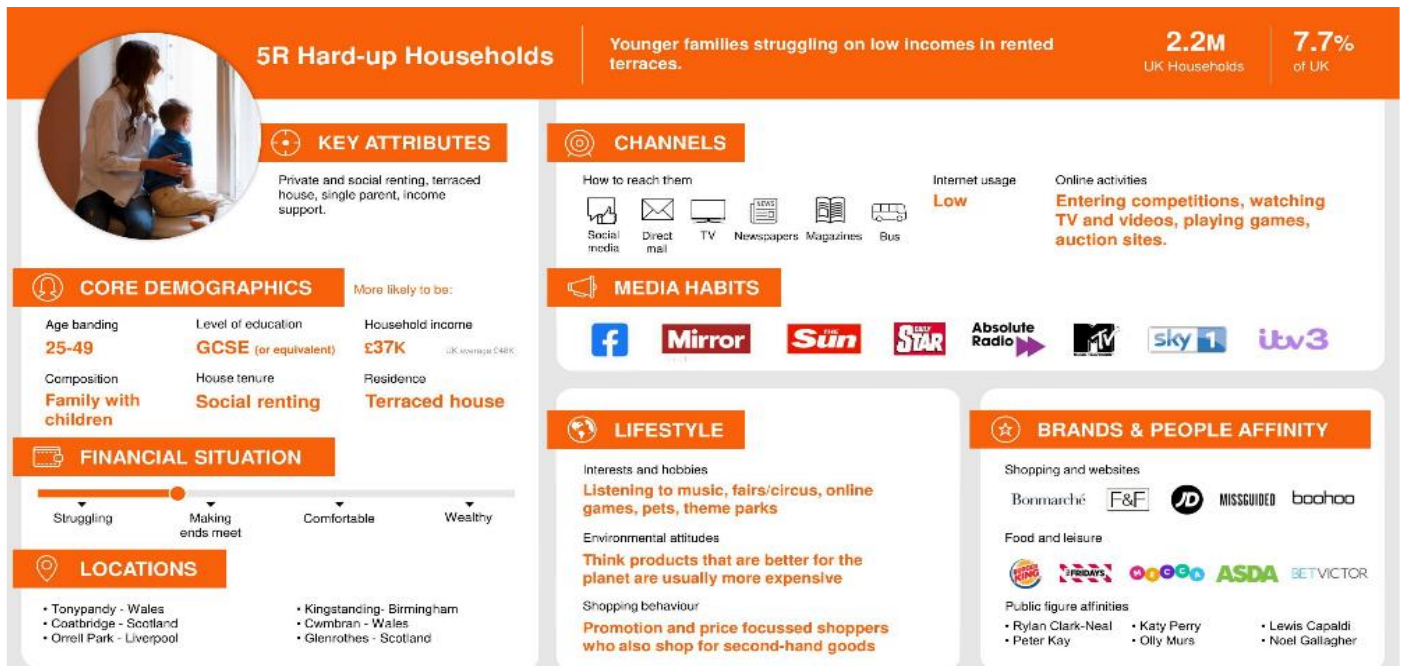 5R Hard-up Households
Younger families struggling on low incomes in rented
terraces.
2.2M
UK Households
7.7%
of UK
KEY ATTRIBUTES
Private and social renting, terraced
house, single parent, income
support.
CORE DEMOGRAPHICS
More likely to be:
Age banding
25-49
Level of education
GCSE (or equivalent)
Household income
£37K
UK average £48K
Composition
Family with
children
House tenure
Social renting
Residence
Terraced house
FINANCIAL SITUATION
Struggling
Making
ends meet
Comfortable
Wealthy
LOCATIONS
• Tonypandy - Wales
• Coatbridge - Scotland
• Orrell Park - Liverpool
• Kingstanding- Birmingham
• Cwmbran - Wales
• Glenrothes - Scotland
CHANNELS
How to reach them
NEWS
Social
media
Direct
mail
TV
Newspapers
Magazines
Bus
Internet usage
Low
Online activities
Entering competitions, watching
TV and videos, playing games,
auction sites.
MEDIA HABITS
f
Mirror
THE
Sun
DAILY
STAR
Absolute
Radio
MTV
sky 1
itv3
LIFESTYLE
Interests and hobbies
Listening to music, fairs/circus, online
games, pets, theme parks
Environmental attitudes
Think products that are better for the
planet are usually more expensive
Shopping behaviour
Promotion and price focussed shoppers
who also shop for second-hand goods
BRANDS & PEOPLE AFFINITY
Shopping and websites
Bonmarché
F&F
JD
MISSGUIDED
boohoo
Food and leisure
BURGER
KING
FRIDAYS
MECCA
ASDA
BETVICTOR
Public figure affinities
• Rylan Clark-Neal
• Peter Kay
• Katy Perry
• Olly Murs
• Lewis Capaldi
• Noel Gallagher